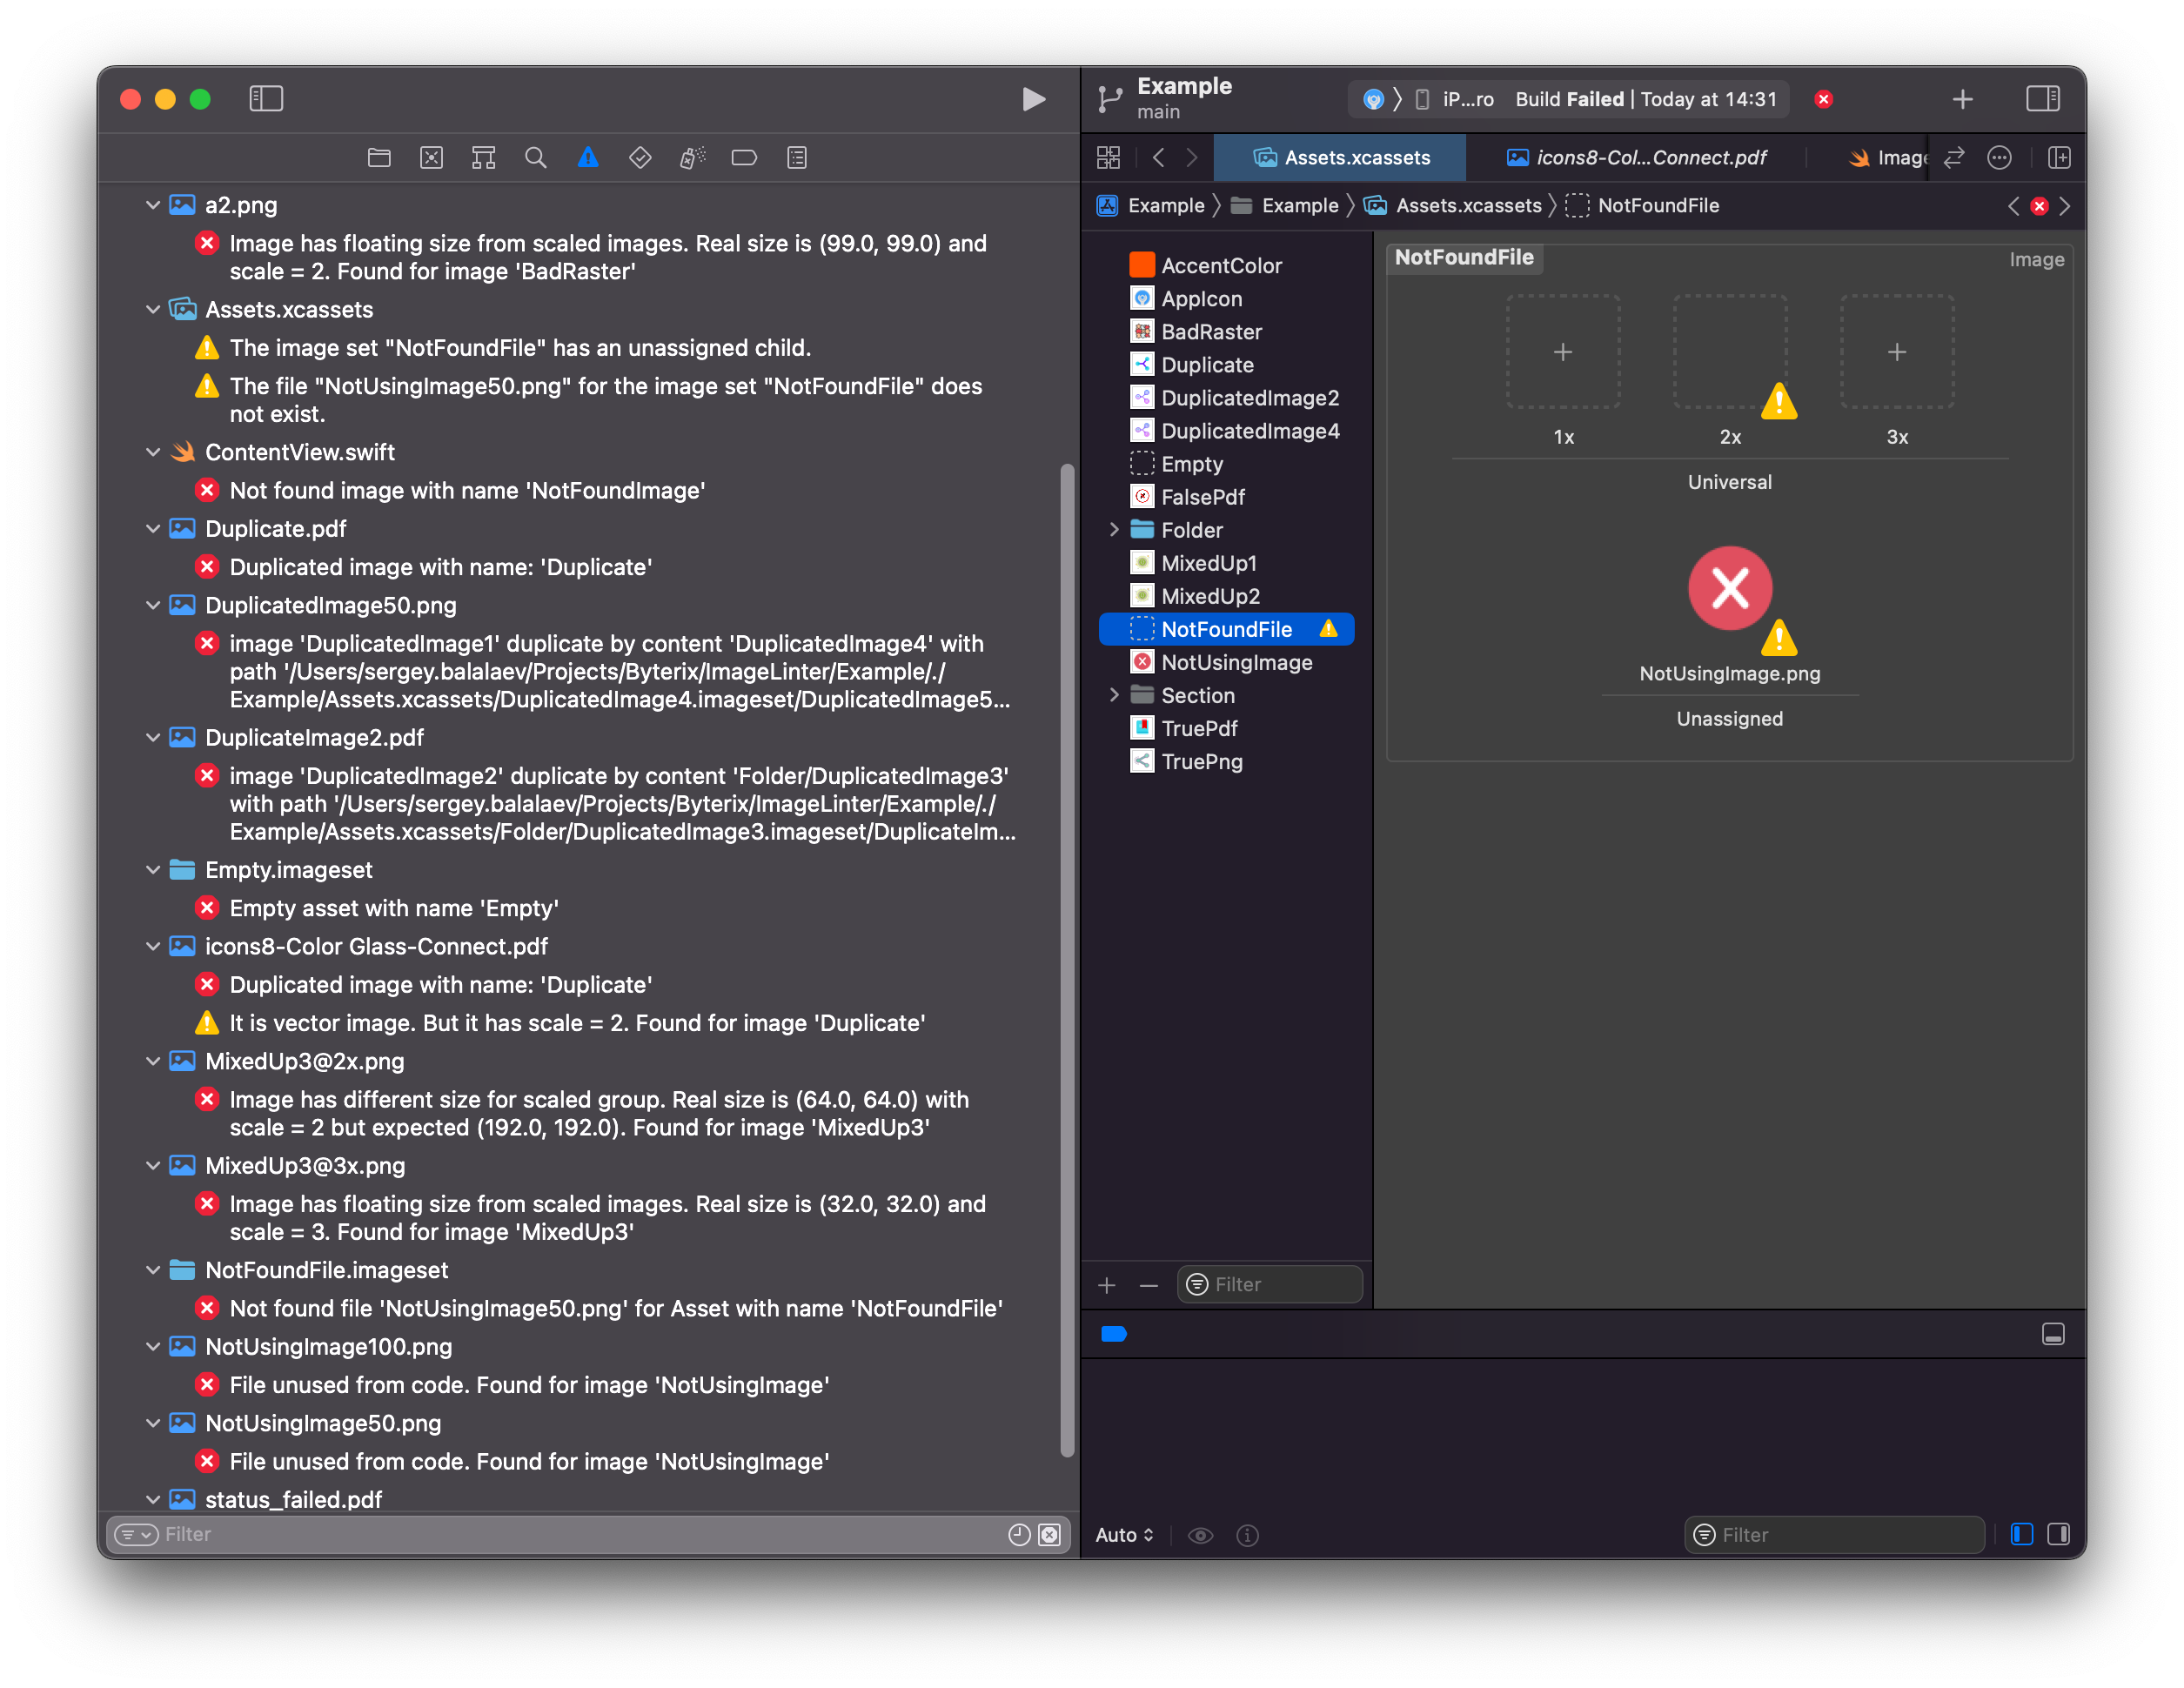 Example
main
iP...ro Build Failed | Today at 14:31
a2.png
Image has floating size from scaled images. Real size is (99.0, 99.0) and
scale = 2. Found for image 'BadRaster'
Assets.xcassets
The image set "NotFoundFile" has an unassigned child.
The file "NotUsingImage50.png" for the image set "NotFoundFile" does
not exist.
ContentView.swift
Not found image with name 'NotFoundImage'
Duplicate.pdf
Duplicated image with name: 'Duplicate'
DuplicatedImage50.png
image 'DuplicatedImage1' duplicate by content 'DuplicatedImage4' with
path '/Users/sergey.balalaev/Projects/Byterix/ImageLinter/Example/./
Example/Assets.xcassets/DuplicatedImage4.imageset/DuplicatedImage5...
DuplicateImage2.pdf
image 'DuplicatedImage2' duplicate by content 'Folder/DuplicatedImage3'
with path '/Users/sergey.balalaev/Projects/Byterix/ImageLinter/Example/./
Example/Assets.xcassets/Folder/DuplicatedImage3.imageset/DuplicateIm...
Empty.imageset
Empty asset with name 'Empty'
icons8-Color Glass-Connect.pdf
Duplicated image with name: 'Duplicate'
It is vector image. But it has scale = 2. Found for image 'Duplicate'
MixedUp3@2x.png
Image has different size for scaled group. Real size is (64.0, 64.0) with
scale = 2 but expected (192.0, 192.0). Found for image 'MixedUp3'
MixedUp3@3x.png
Image has floating size from scaled images. Real size is (32.0, 32.0) and
scale = 3. Found for image 'MixedUp3'
NotFoundFile.imageset
Not found file 'NotUsingImage50.png' for Asset with name 'NotFoundFile'
NotUsingImage100.png
File unused from code. Found for image 'NotUsingImage'
NotUsingImage50.png
File unused from code. Found for image 'NotUsingImage'
status_failed.pdf
Filter
Assets.xcassets
icons8-Col...Connect.pdf
Image
Example
Example
Assets.xcassets
NotFoundFile
AccentColor
AppIcon
BadRaster
Duplicate
DuplicatedImage2
DuplicatedImage4
Empty
FalsePdf
Folder
MixedUp1
MixedUp2
NotFoundFile
NotUsingImage
Section
TruePdf
TruePng
Filter
NotFoundFile
Image
1x
2x
3x
Universal
NotUsingImage.png
Unassigned
Auto
Filter